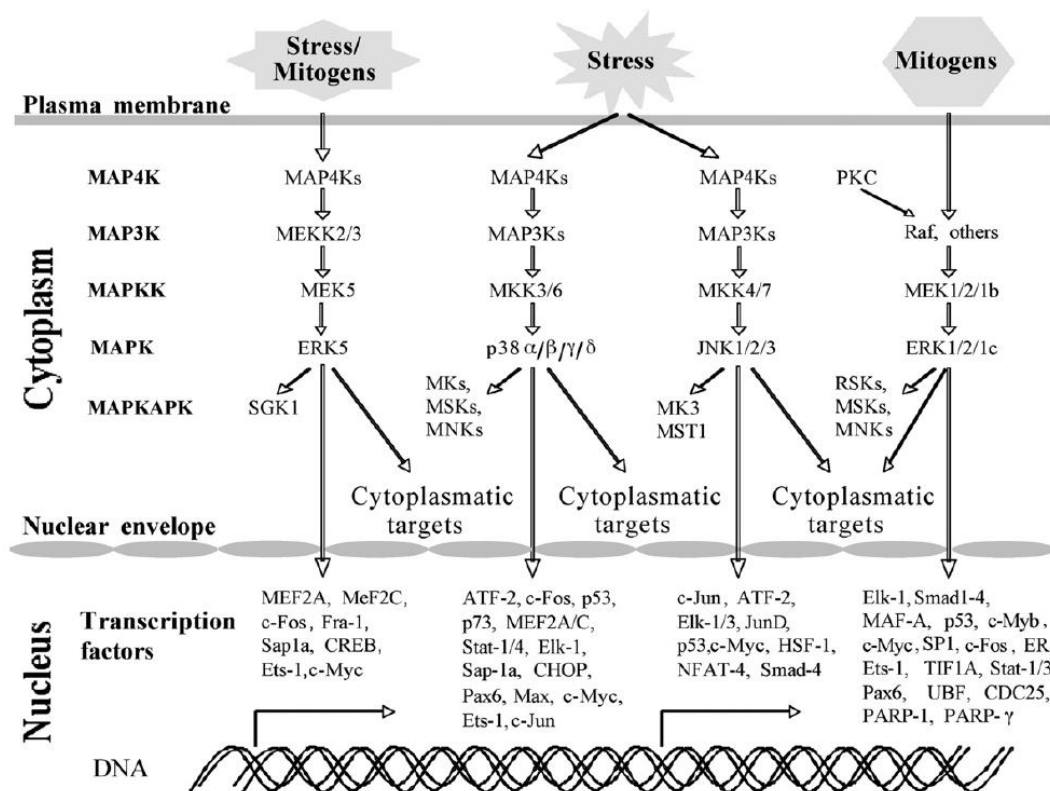 Stress/
Mitogens
Stress
Mitogens
Plasma membrane
MAP4K
MAP4Ks
MAP4Ks
MAP4Ks
PKC
MAP3K
MEKK2/3
MAP3Ks
MAP3Ks
Raf, others
MAPKK
MEK5
MKK3/6
MKK4/7
MEK1/2/1b
MAPK
ERK5
p38 α/β/γ/δ
JNK1/2/3
ERK1/2/1c
Cytoplasm
MAPKAPK
SGK1
MKs,
MSKs,
MNKs
MK3
MST1
RSKs,
MSKs,
MNKs
Cytoplasmatic
targets
Cytoplasmatic
targets
Cytoplasmatic
targets
Nuclear envelope
Nucleus
Transcription
factors
MEF2A, MeF2C,
c-Fos, Fra-1,
Sap1a, CREB,
Ets-1,c-Myc
ATF-2, c-Fos, p53,
p73, MEF2A/C,
Stat-1/4, Elk-1,
Sap-1a, CHOP,
Pax6, Max, c-Myc,
Ets-1, c-Jun
c-Jun, ATF-2,
Elk-1/3, JunD,
p53,c-Myc, HSF-1,
NFAT-4, Smad-4
Elk-1, Smad1-4,
MAF-A, p53, c-Myb,
c-Myc, SP1, c-Fos, ER
Ets-1, TIF1A, Stat-1/3
Pax6, UBF, CDC25,
PARP-1, PARP-γ
DNA